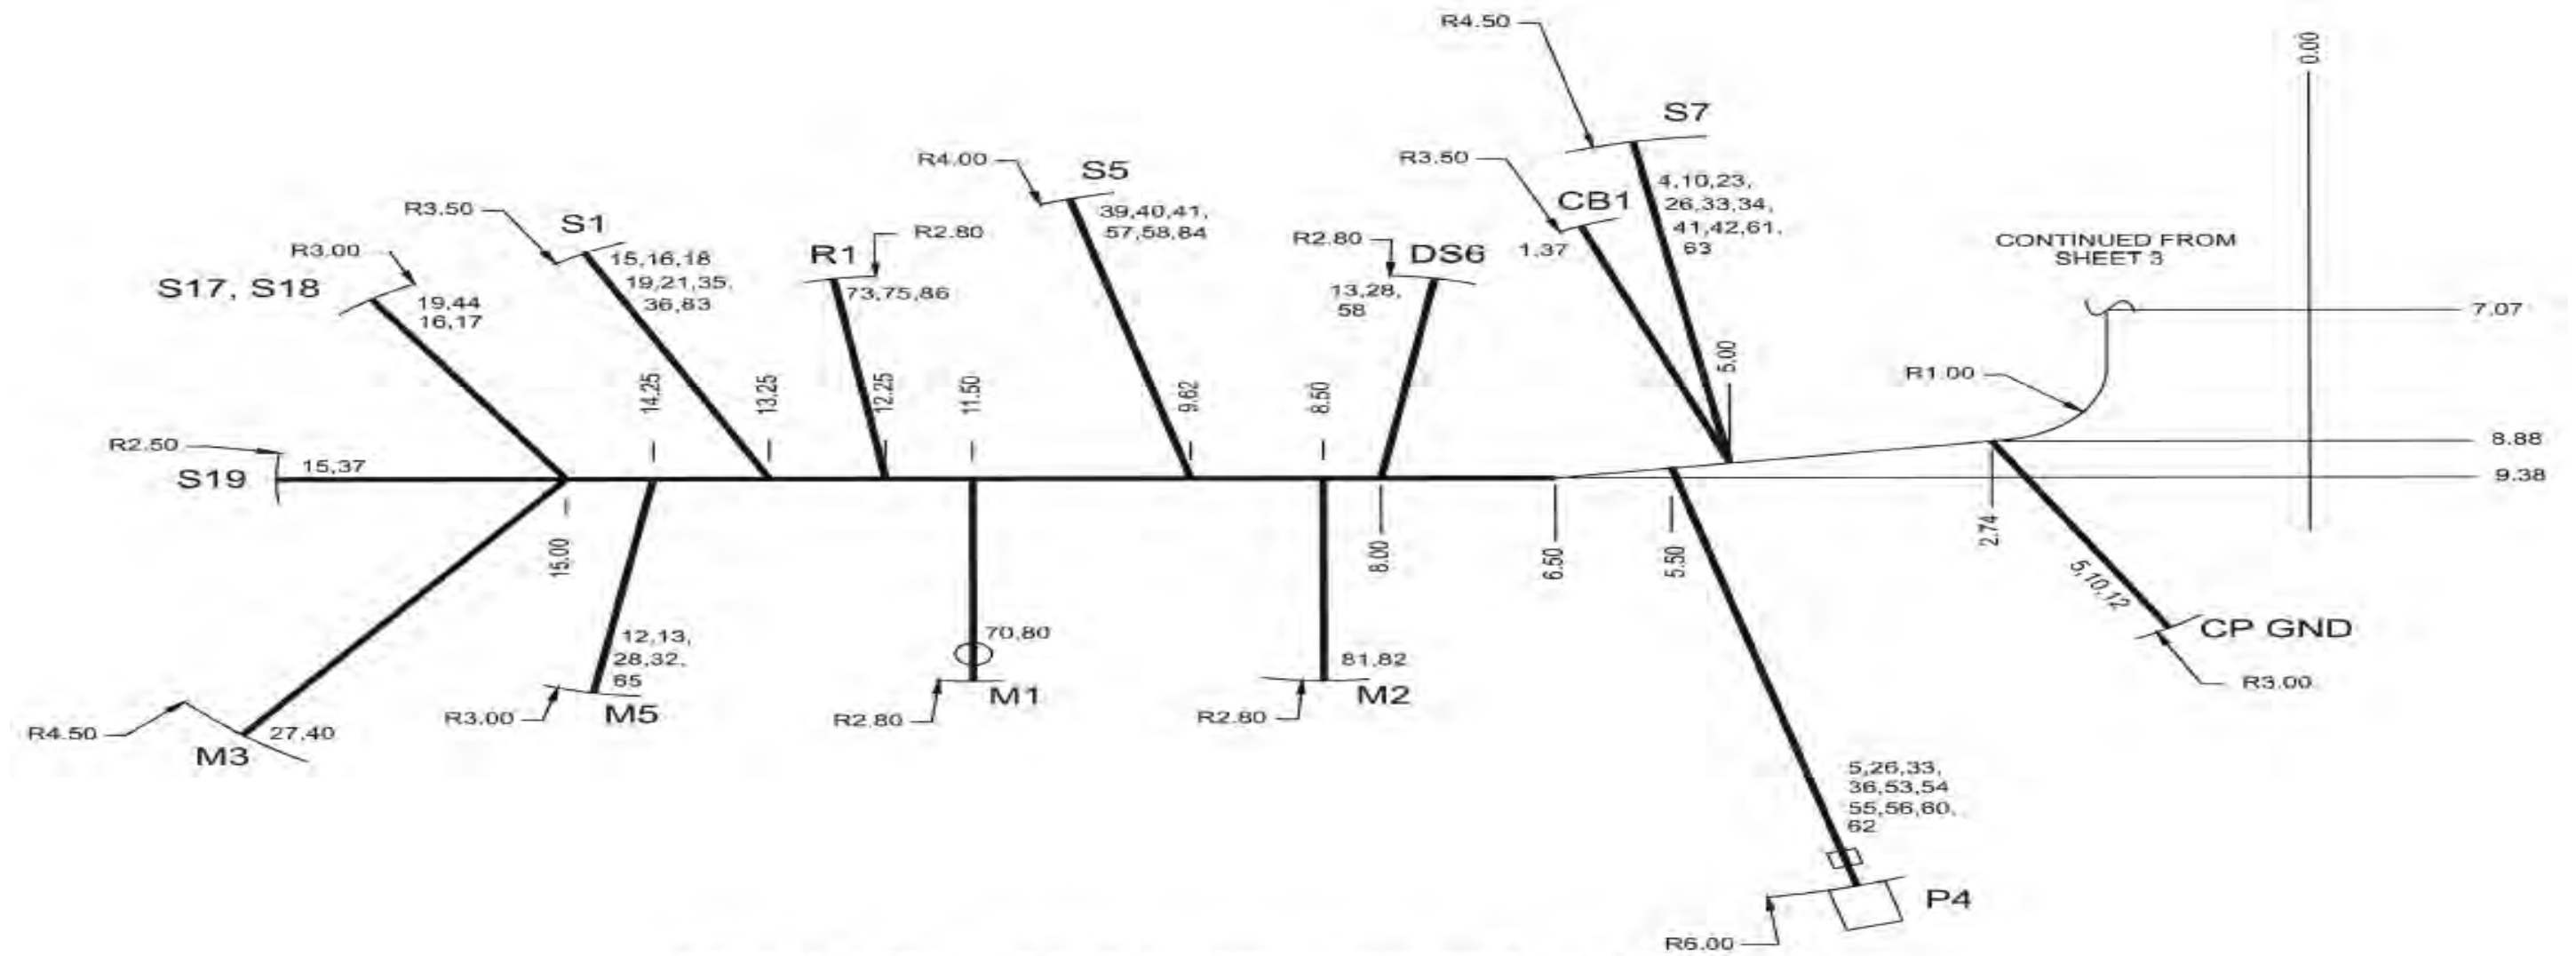 R4.50
0.00
S7
R4.00
S5
R3.50
4,10,23,
26,33,34,
41,42,61,
63
CB1
1,37
R3.50
S1
39,40,41,
57,58,84
R3.00
15,16,18
19,21,35,
36,83
R1
R2.80
73,75,86
R2.80
DS6
13,28,
58
CONTINUED FROM
SHEET 3
S17, S18
19,44
16,17
7.07
R1.00
14.25
13.25
12.25
11.50
9.62
8.50
5.00
R2.50
S19
15,37
8.88
9.38
15.00
8.00
6.50
5.50
2.74
5,10,12
CP GND
R3.00
12,13,
28,32,
65
R3.00
M5
70,80
R2.80
M1
81,82
R2.80
M2
R4.50
27,40
M3
5,26,33,
36,53,54
55,56,60,
62
P4
R6.00